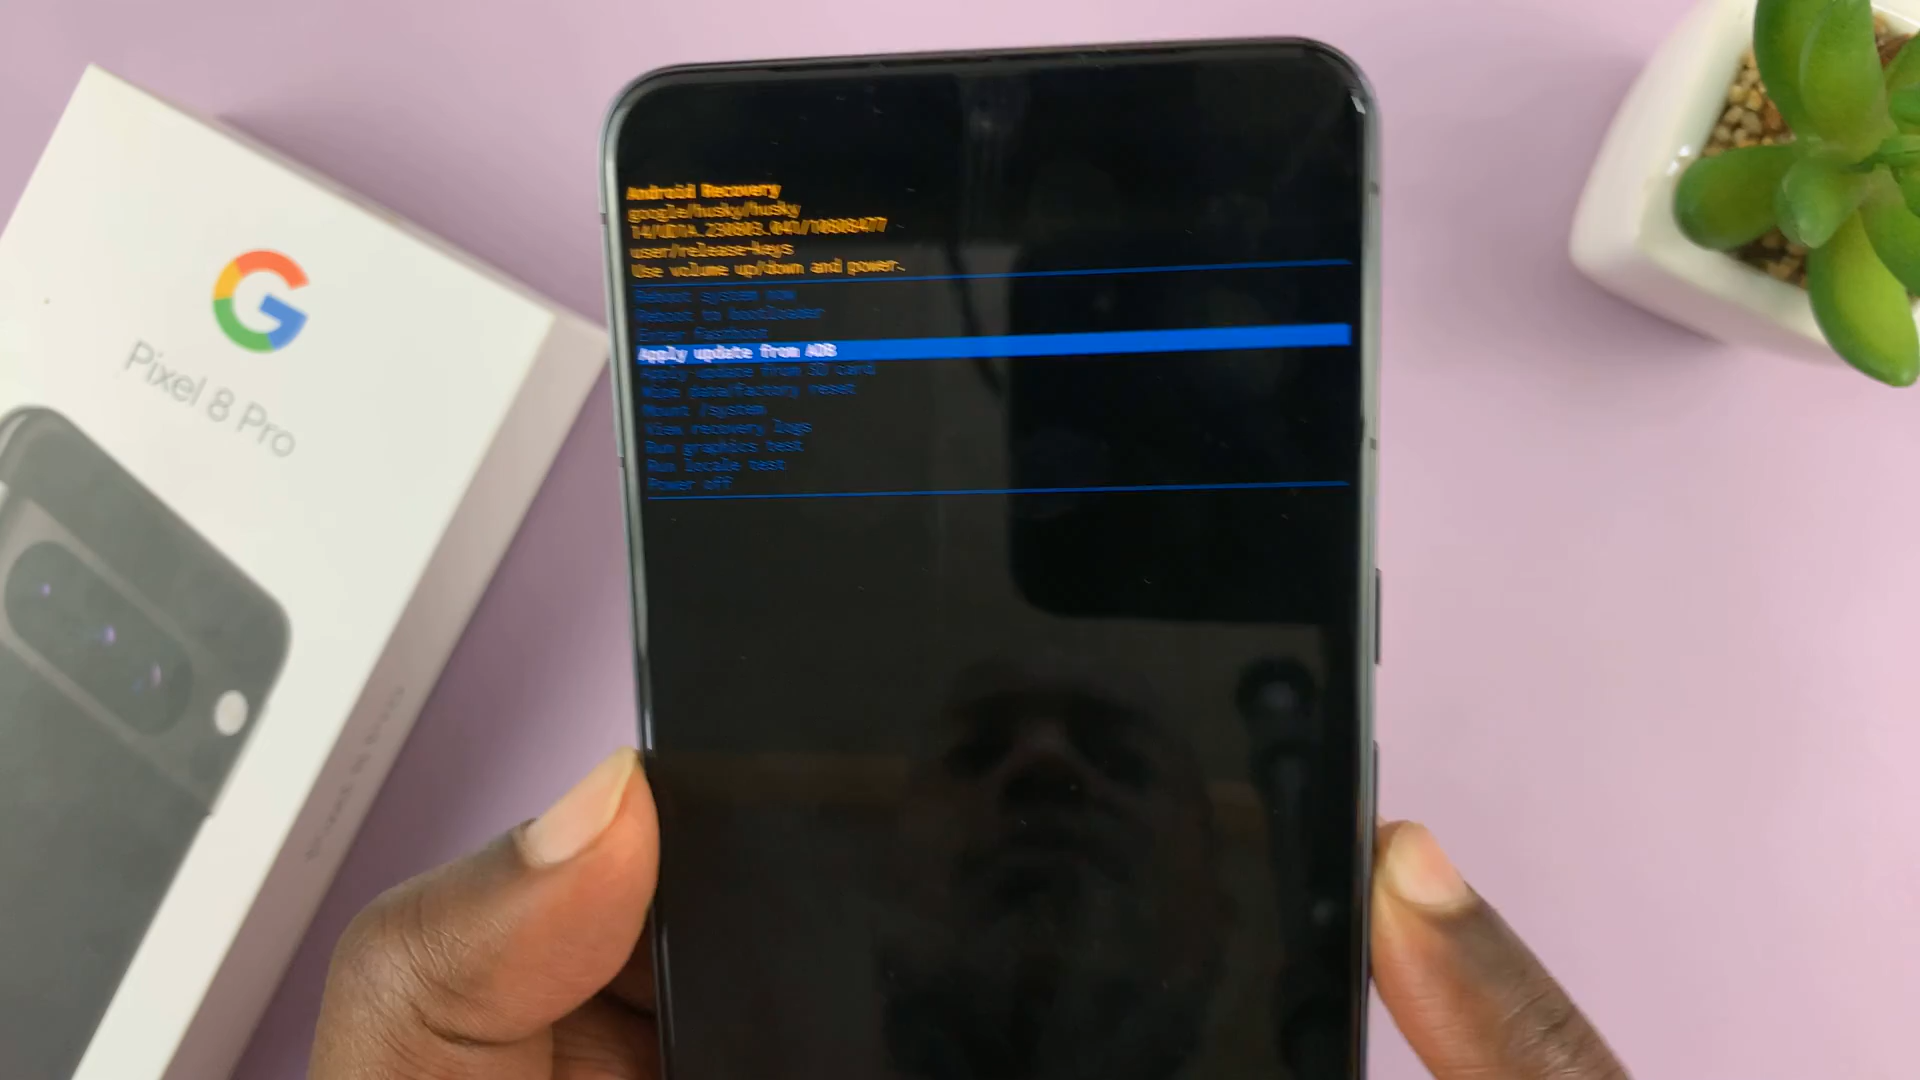 Android Recovery
google/husky/husky
14/UD1A.230803.041/10808477
user/release-keys
Use volume up/down and power.
Reboot system now
Reboot to bootloader
Enter fastboot
Apply update from ADB
Apply update from SD card
Wipe data/factory reset
Mount /system
View recovery logs
Run graphics test
Run locale test
Power off
G
Pixel 8 Pro